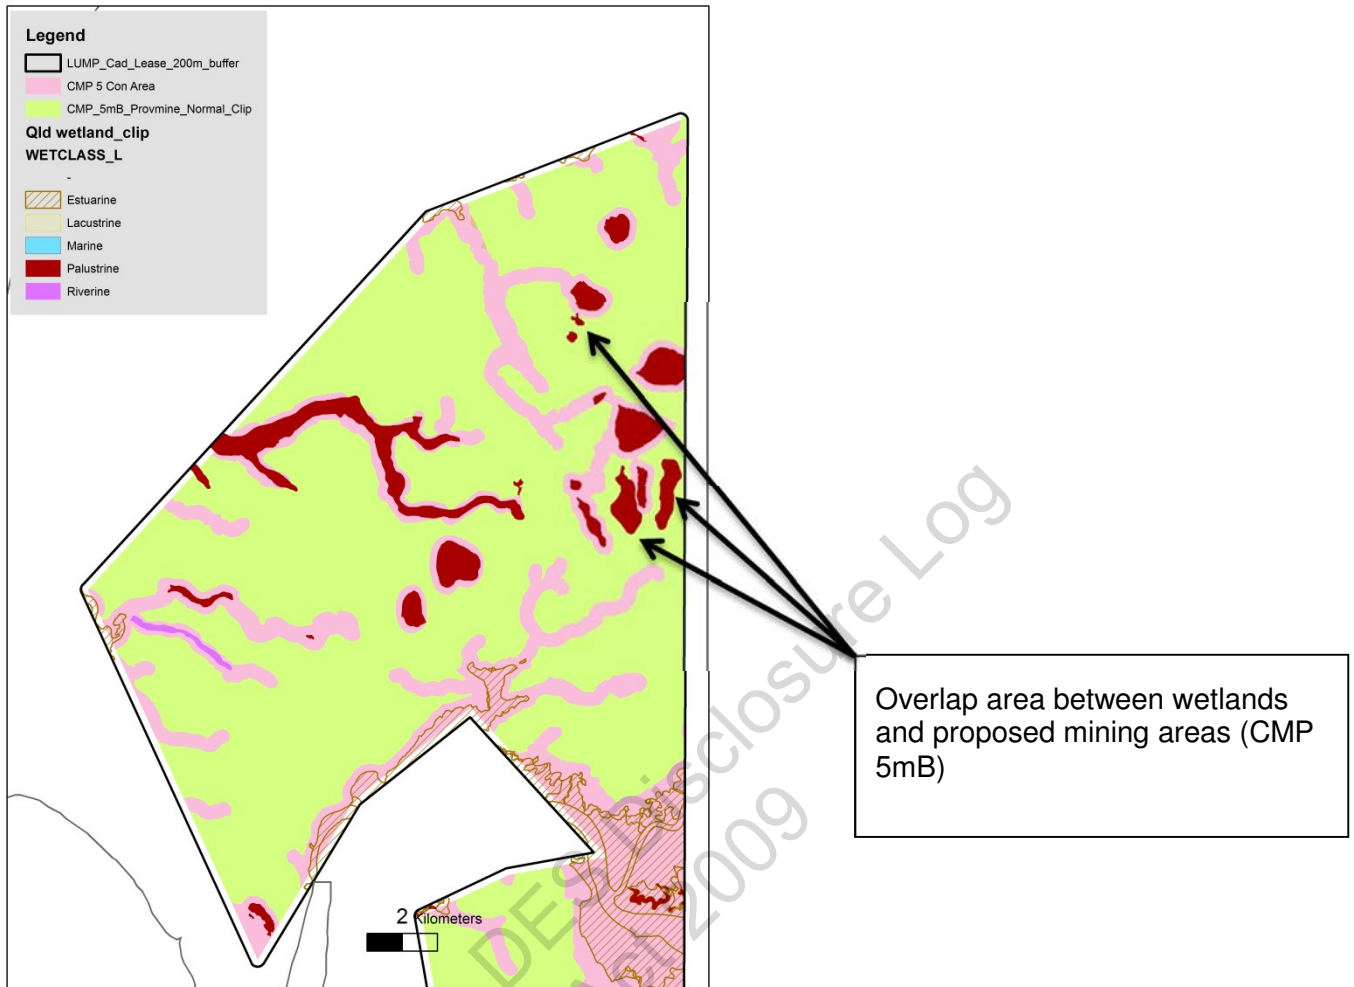 Legend
LUMP_Cad_Lease_200m_buffer
CMP 5 Con Area
CMP_5mB_Provmine_Normal_Clip
Qld wetland_clip
WETCLASS_L
-
Estuarine
Lacustrine
Marine
Palustrine
Riverine
Overlap area between wetlands
and proposed mining areas (CMP
5mB)
2 Kilometers
DES Disclosure Log
Act 2009